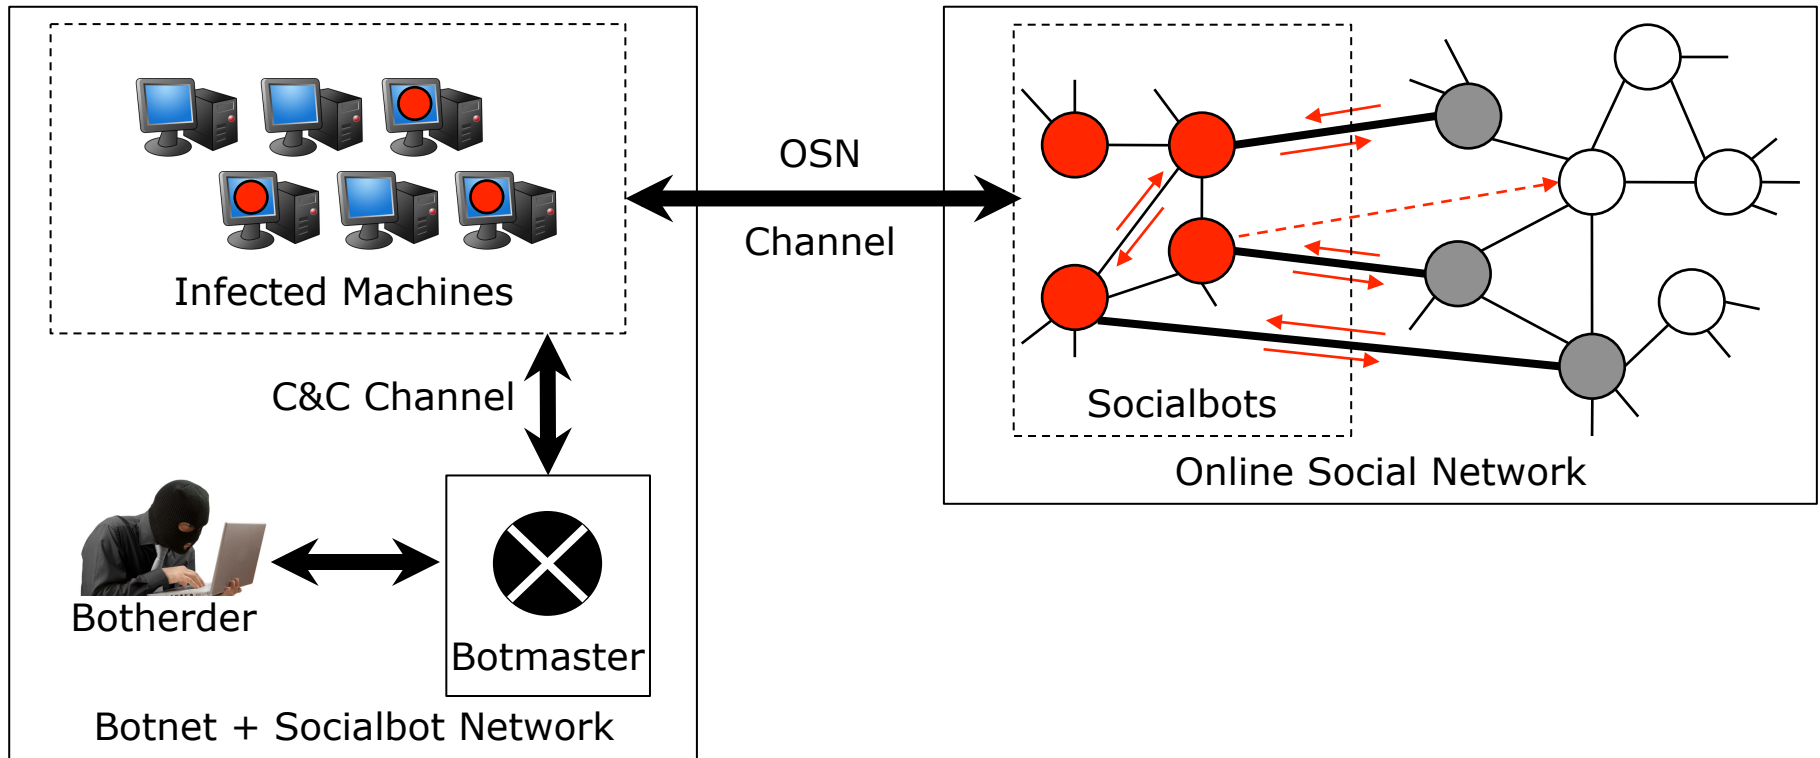 Infected Machines
C&C Channel
Botherder
Botmaster
Botnet + Socialbot Network
OSN
Channel
Socialbots
Online Social Network